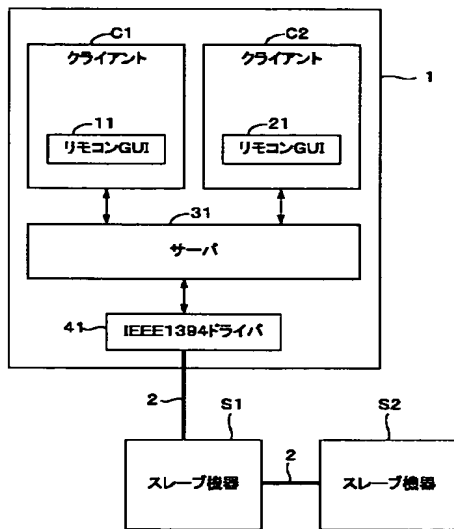 C1
C2
クライアント
クライアント
1
11
21
リモコンGUI
リモコンGUI
31
サーバ
41
IEEE1394ドライバ
2
S1
S2
2
スレーブ機器
スレーブ機器